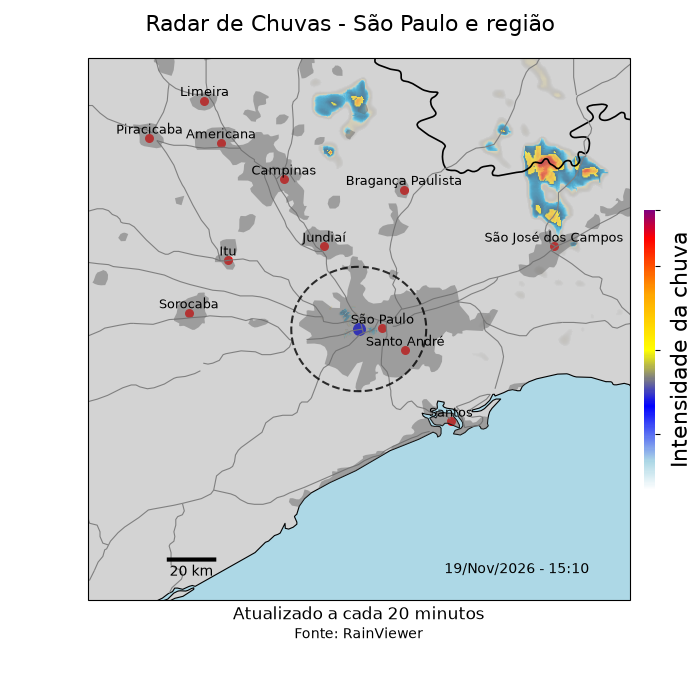 Radar de Chuvas - São Paulo e região
Limeira
Piracicaba
Americana
Campinas
Bragança Paulista
Jundiaí
São José dos Campos
Itu
Sorocaba
São Paulo
Santo André
Santos
Intensidade da chuva
20 km
19/Nov/2026 - 15:10
Atualizado a cada 20 minutos
Fonte: RainViewer